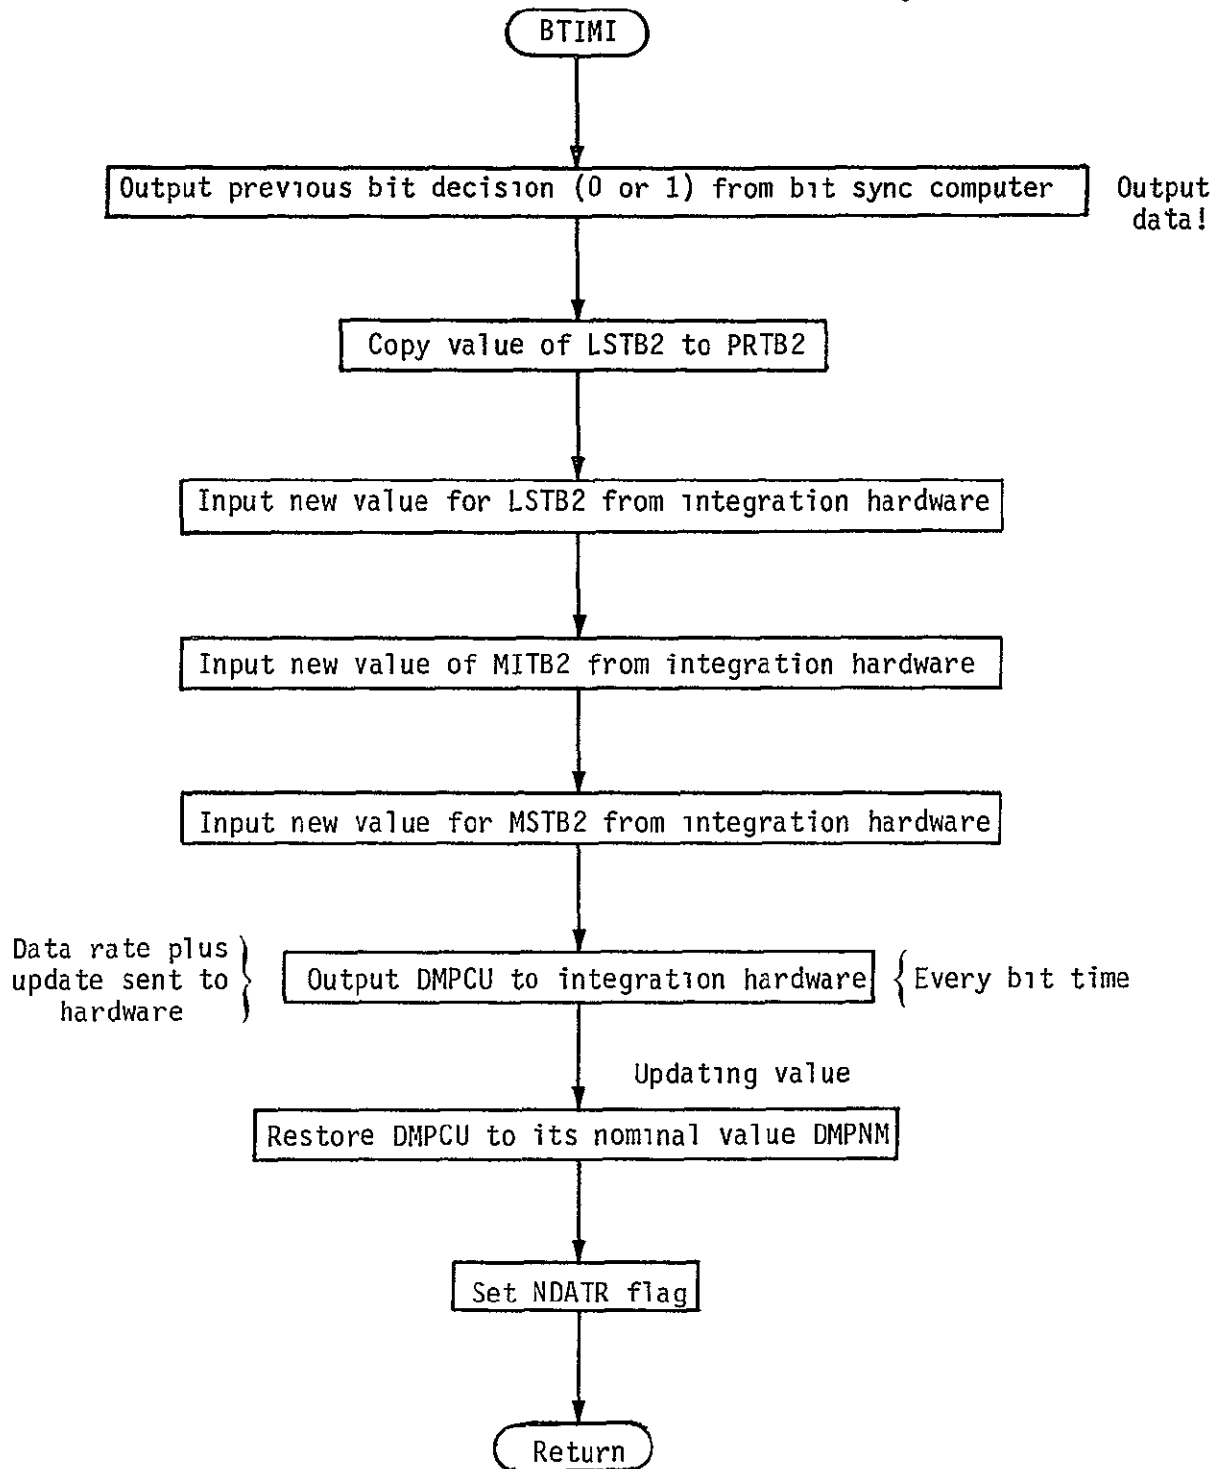 BTIMI
Output previous bit decision (0 or 1) from bit sync computer
Output
data!
Copy value of LSTB2 to PRTB2
Input new value for LSTB2 from integration hardware
Input new value of MITB2 from integration hardware
Input new value for MSTB2 from integration hardware
Data rate plus
update sent to
hardware
Output DMPCU to integration hardware
Every bit time
Updating value
Restore DMPCU to its nominal value DMPNM
Set NDATR flag
Return